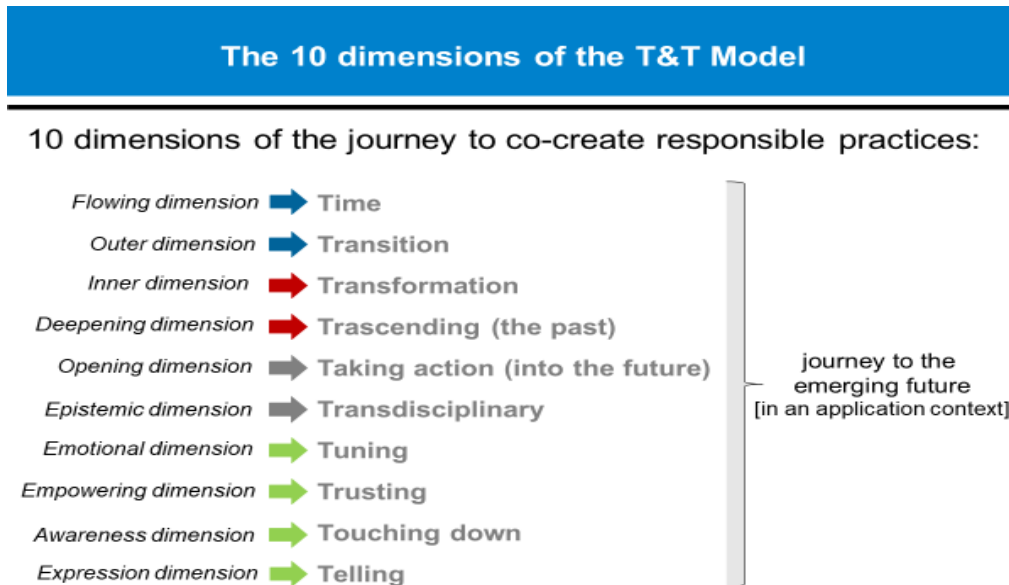 The 10 dimensions of the T&T Model
10 dimensions of the journey to co-create responsible practices:
Flowing dimension Time
Outer dimension Transition
Inner dimension Transformation
Deepening dimension Trascending (the past)
Opening dimension Taking action (into the future)
Epistemic dimension Transdisciplinary
Emotional dimension Tuning
Empowering dimension Trusting
Awareness dimension Touching down
Expression dimension Telling
journey to the
emerging future
[in an application context]